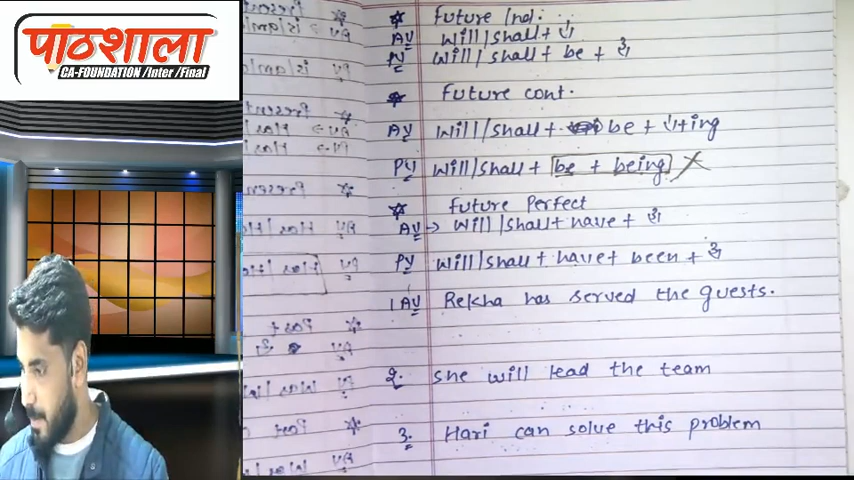 पाठशाला
CA-FOUNDATION /Inter /Final
Future Ind.
AV will/shall + V₁
PV will/shall + be + V₃
Future cont.
AV will/shall + be + V₁+ing
PV will/shall + be + being
Future Perfect
AV → will/shall + have + V₃
PV will/shall + have + been + V₃
1 AV Rekha has served the guests.
2. She will lead the team
3. Hari can solve this problem